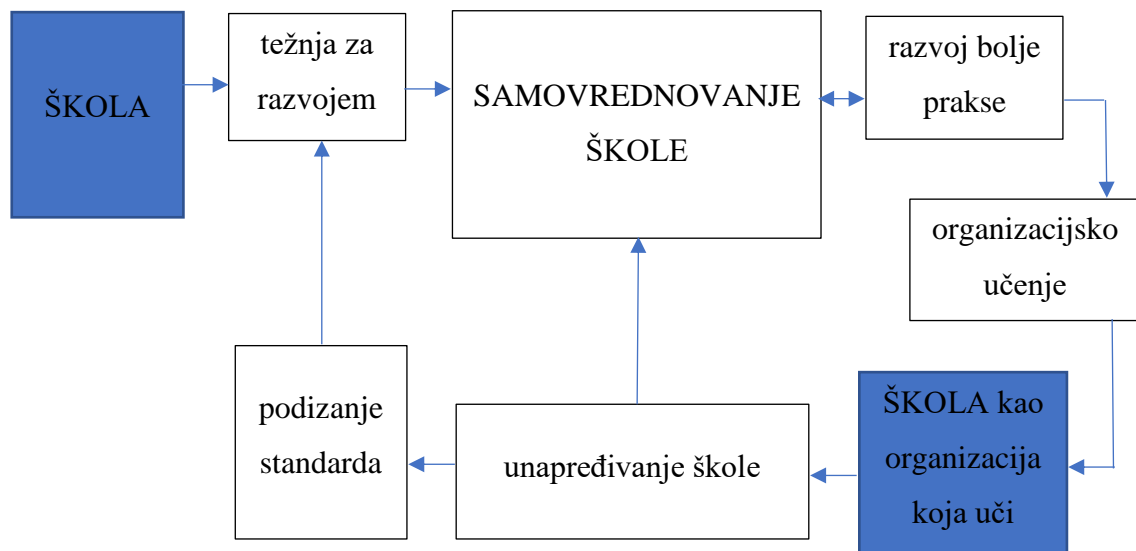 ŠKOLA
težnja za
razvojem
SAMOVREDNOVANJE
ŠKOLE
razvoj bolje
prakse
organizacijsko
učenje
ŠKOLA kao
organizacija
koja uči
unapređivanje škole
podizanje
standarda